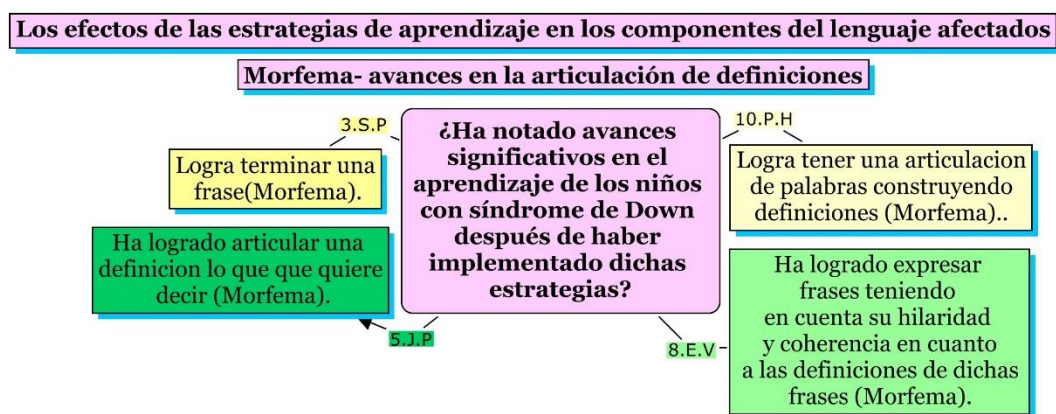 Los efectos de las estrategias de aprendizaje en los componentes del lenguaje afectados
Morfema- avances en la articulación de definiciones
3.S.P
Logra terminar una
frase(Morfema).
¿Ha notado avances
significativos en el
aprendizaje de los niños
con síndrome de Down
después de haber
implementado dichas
estrategias?
10.P.H
Logra tener una articulacion
de palabras construyendo
definiciones (Morfema)..
Ha logrado articular una
definicion lo que que quiere
decir (Morfema).
5.J.P
8.E.V
Ha logrado expresar
frases teniendo
en cuenta su hilaridad
y coherencia en cuanto
a las definiciones de dichas
frases (Morfema).